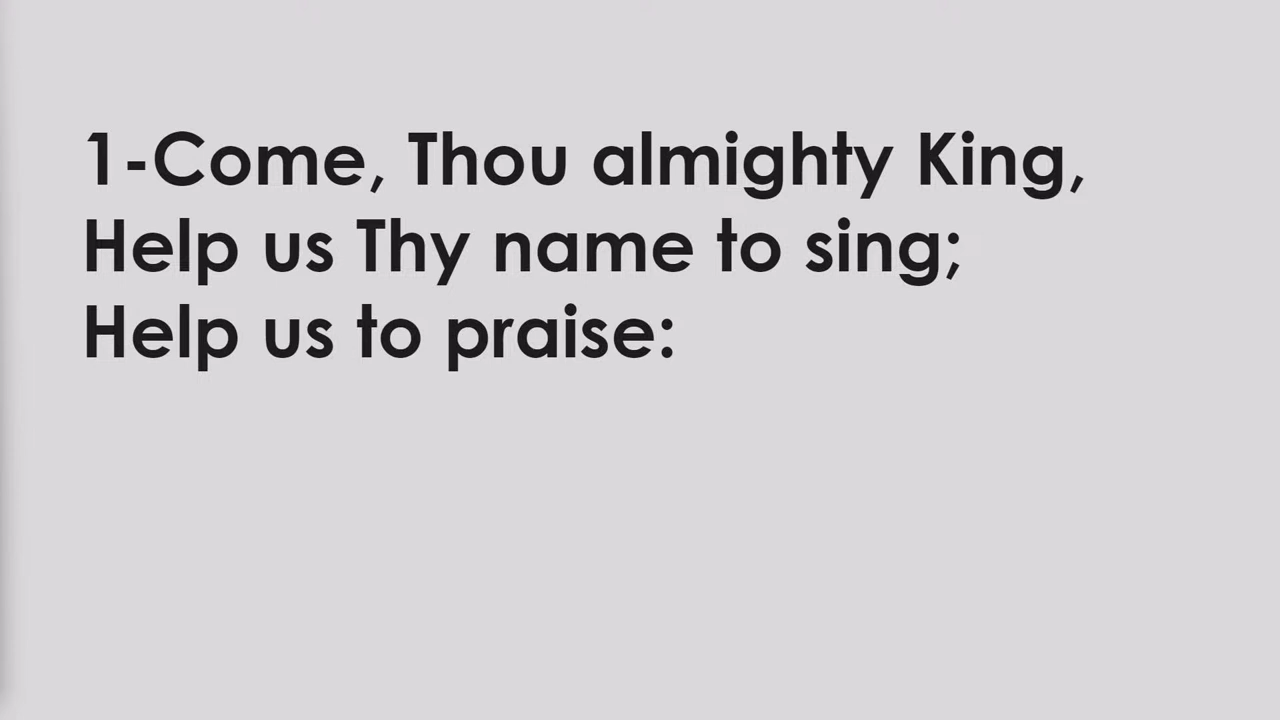 1-Come, Thou almighty King,
Help us Thy name to sing;
Help us to praise: